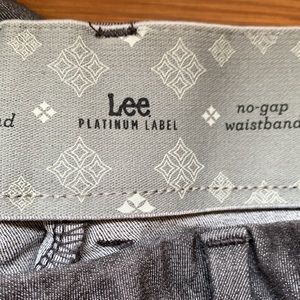 Lee
PLATINUM LABEL
no-gap
waistband